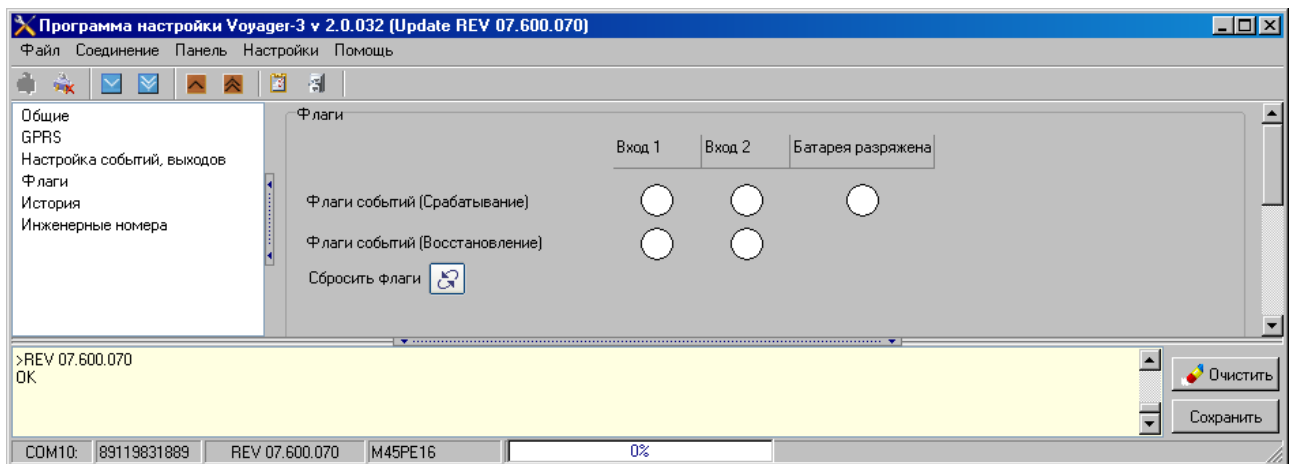 Программа настройки Voyager-3 v 2.0.032 (Update REV 07.600.070)
Файл Соединение Панель Настройки Помощь
Общие
GPRS
Настройка событий, выходов
Флаги
История
Инженерные номера
Флаги
Вход 1 Вход 2 Батарея разряжена
Флаги событий (Срабатывание)
Флаги событий (Восстановление)
Сбросить флаги
>REV 07.600.070
OK
Очистить
Сохранить
COM10: 89119831889 REV 07.600.070 M45PE16 0%